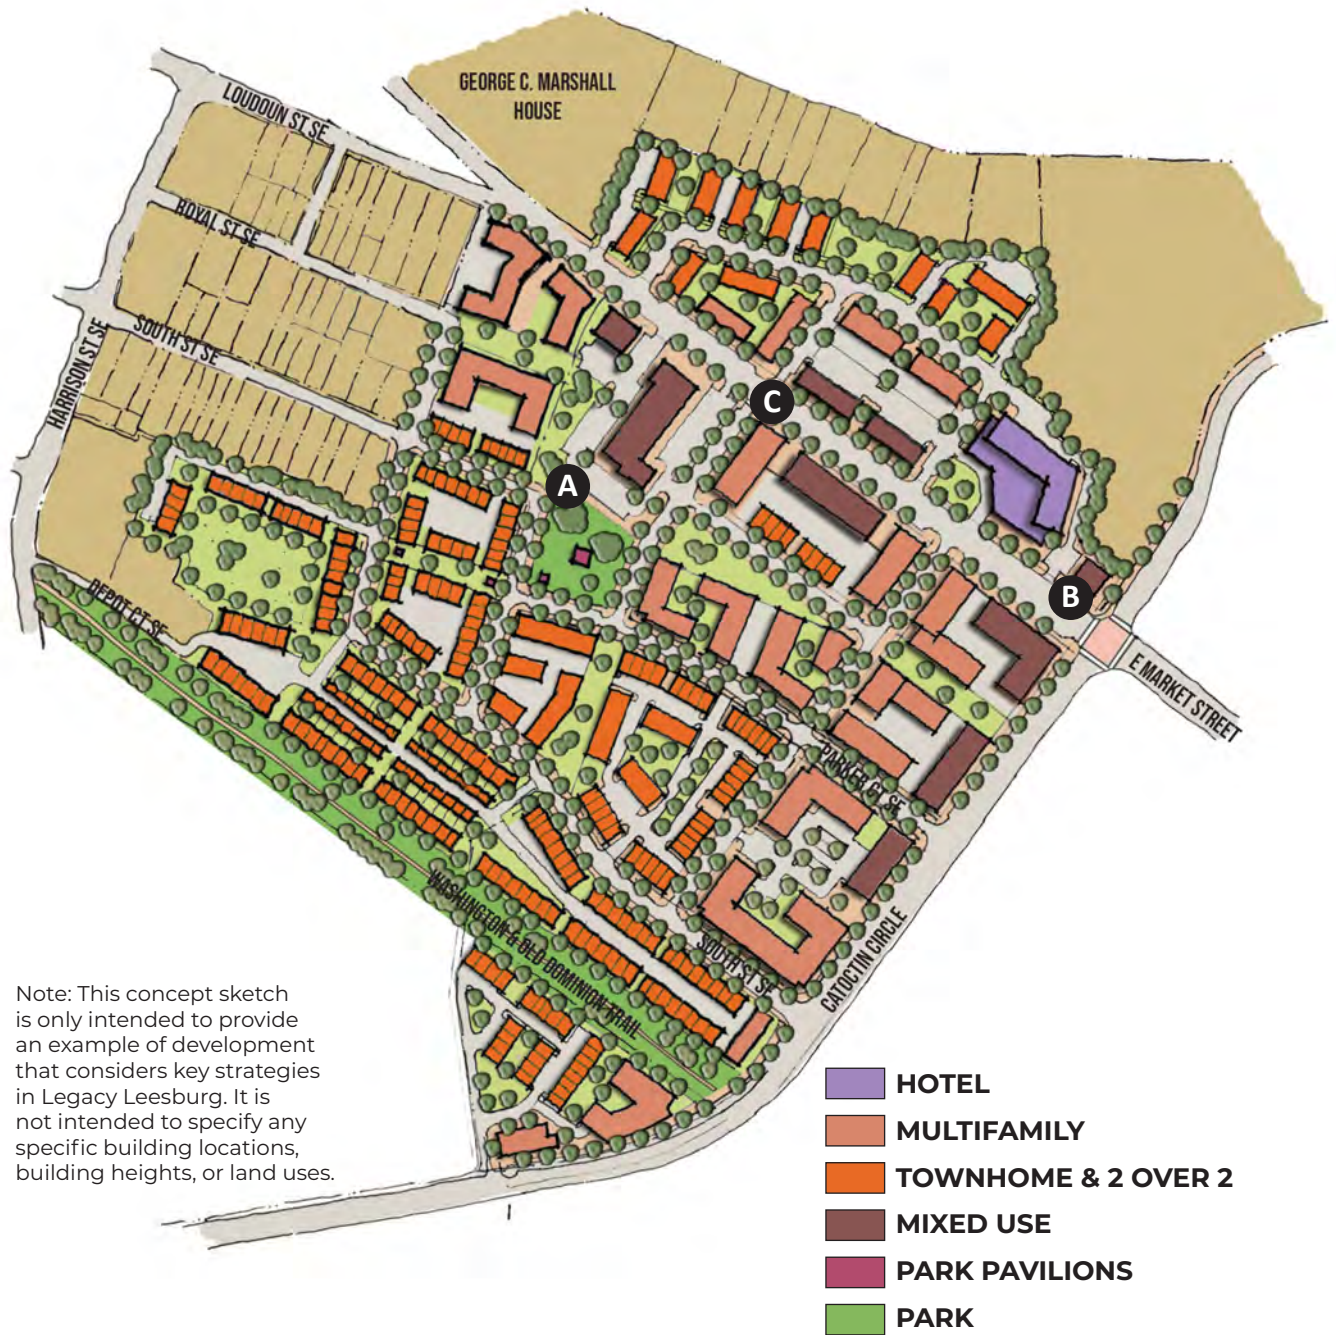 GEORGE C. MARSHALL
HOUSE
LOUDOUN ST SE
ROYAL ST SE
SOUTH ST SE
HARRISON ST SE
DEPOT CT SE
A
B
C
E MARKET STREET
PARKER CT SE
SOUTH ST SE
CATOCTIN CIRCLE
WASHINGTON & OLD DOMINION TRAIL
Note: This concept sketch
is only intended to provide
an example of development
that considers key strategies
in Legacy Leesburg. It is
not intended to specify any
specific building locations,
building heights, or land uses.
HOTEL
MULTIFAMILY
TOWNHOME & 2 OVER 2
MIXED USE
PARK PAVILIONS
PARK